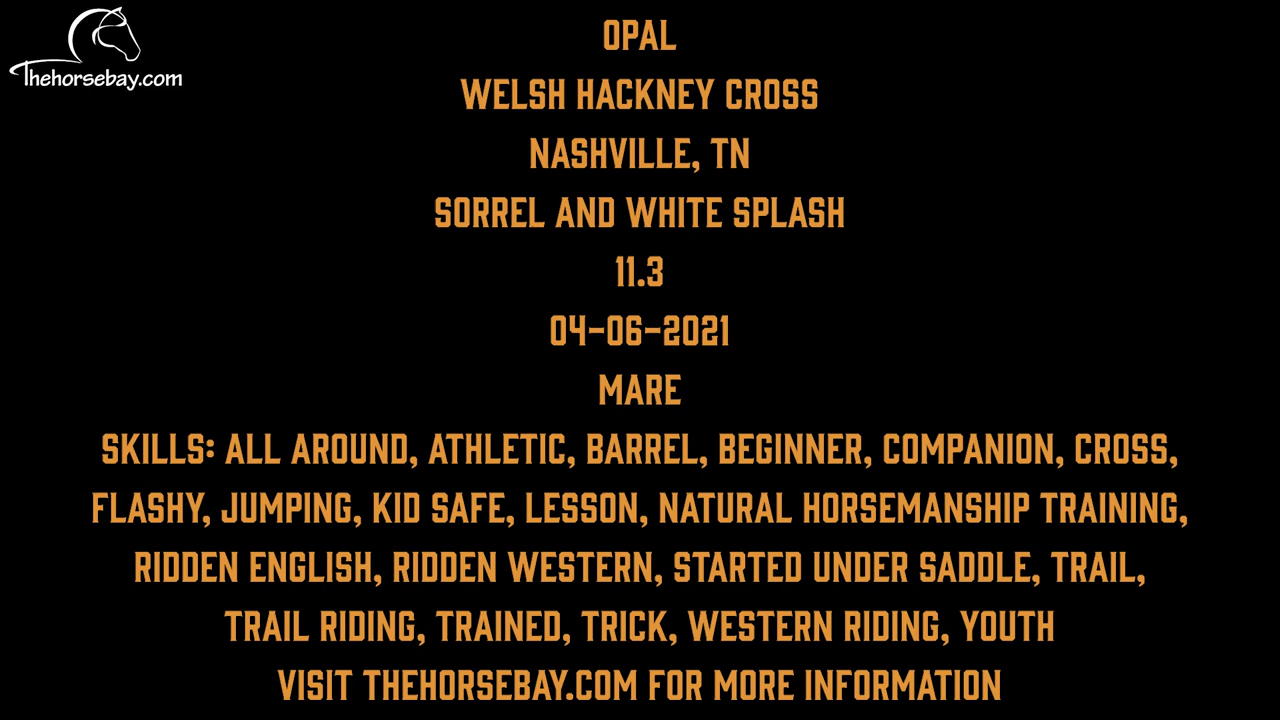 Thehorsebay.com
OPAL
WELSH HACKNEY CROSS
NASHVILLE, TN
SORREL AND WHITE SPLASH
11.3
04-06-2021
MARE
SKILLS: ALL AROUND, ATHLETIC, BARREL, BEGINNER, COMPANION, CROSS,
FLASHY, JUMPING, KID SAFE, LESSON, NATURAL HORSEMANSHIP TRAINING,
RIDDEN ENGLISH, RIDDEN WESTERN, STARTED UNDER SADDLE, TRAIL,
TRAIL RIDING, TRAINED, TRICK, WESTERN RIDING, YOUTH
VISIT THEHORSEBAY.COM FOR MORE INFORMATION